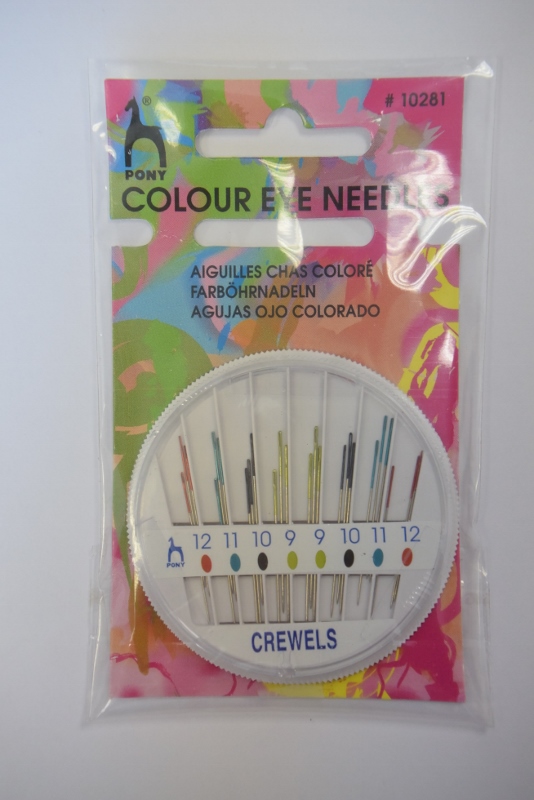 ®
# 10281
PONY
COLOUR EYE NEEDLES
AIGUILLES CHAS COLORÉ
FARBÖHRNADELN
AGUJAS OJO COLORADO
12 11 10 9 9 10 11 12
PONY
CREWELS